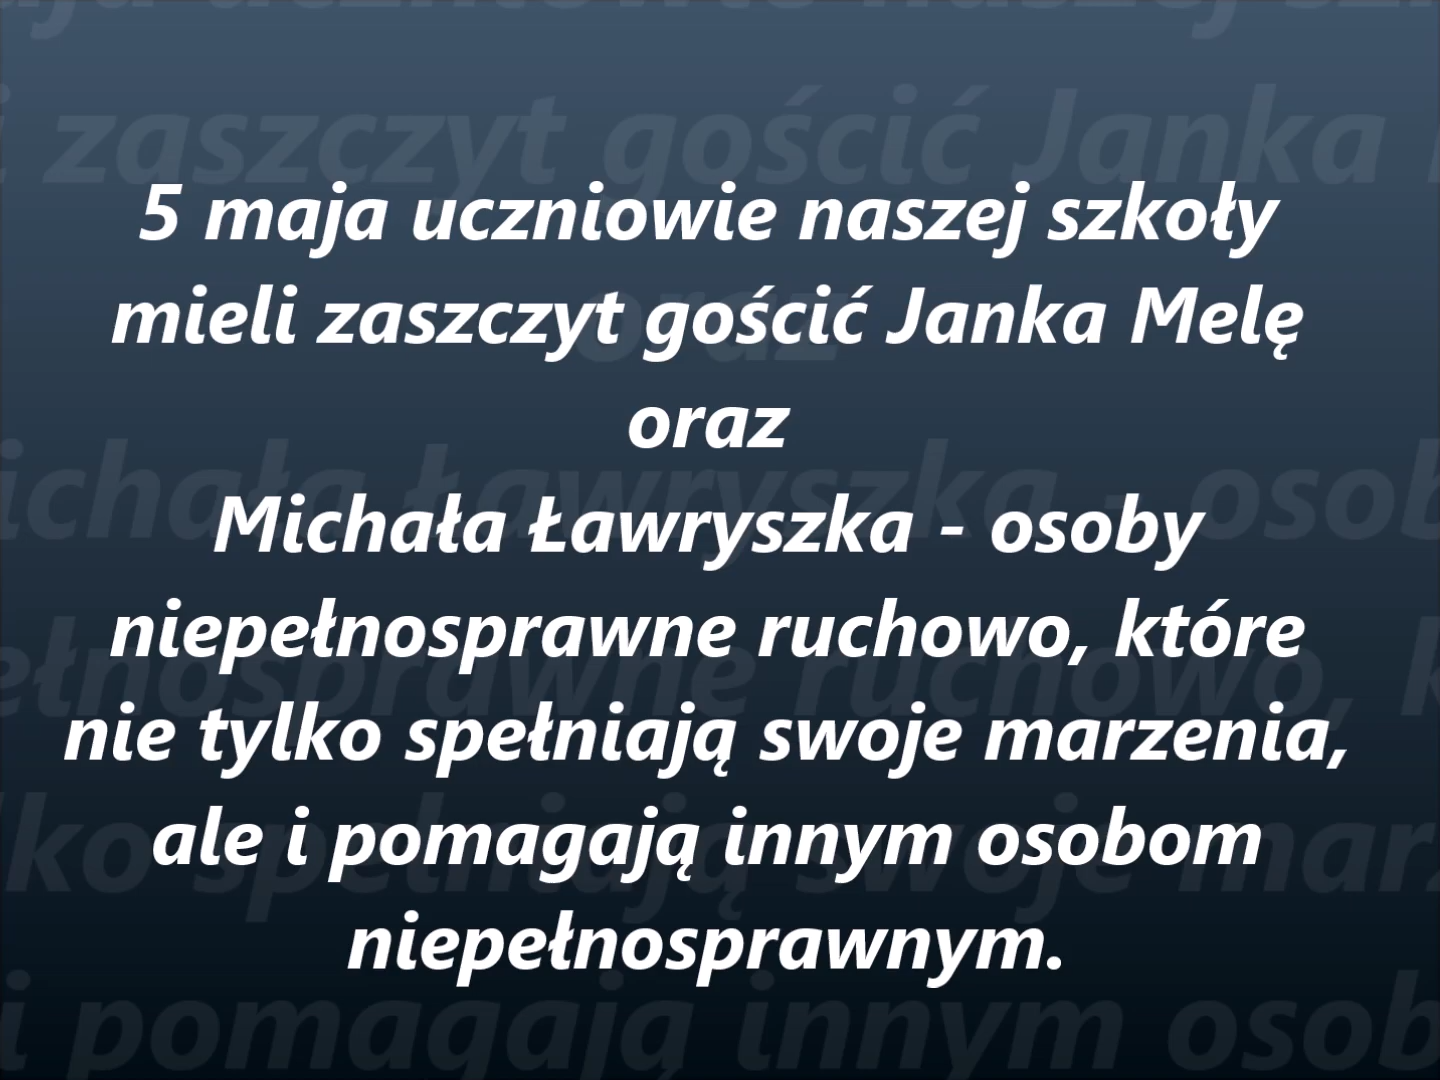 5 maja uczniowie naszej szkoły
mieli zaszczyt gościć Janka Melę
oraz
Michała Ławryszka - osoby
niepełnosprawne ruchowo, które
nie tylko spełniają swoje marzenia,
ale i pomagają innym osobom
niepełnosprawnym.